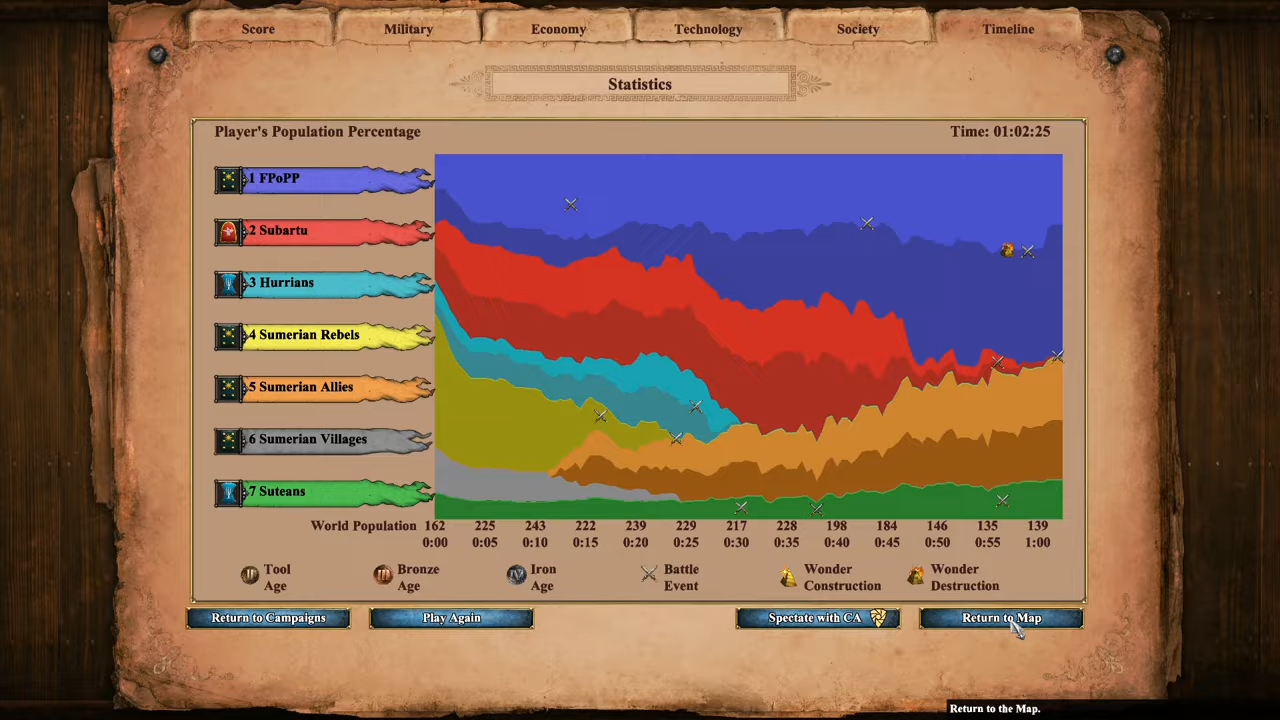 Score Military Economy Technology Society Timeline
Statistics
Player's Population Percentage Time: 01:02:25
1 FPoPP
2 Subartu
3 Hurrians
4 Sumerian Rebels
5 Sumerian Allies
6 Sumerian Villages
7 Suteans
World Population 162 225 243 222 239 229 217 228 198 184 146 135 139
0:00 0:05 0:10 0:15 0:20 0:25 0:30 0:35 0:40 0:45 0:50 0:55 1:00
II Tool Age
III Bronze Age
IV Iron Age
Battle Event
Wonder Construction
Wonder Destruction
Return to Campaigns Play Again Spectate with CA Return to Map
Return to the Map.